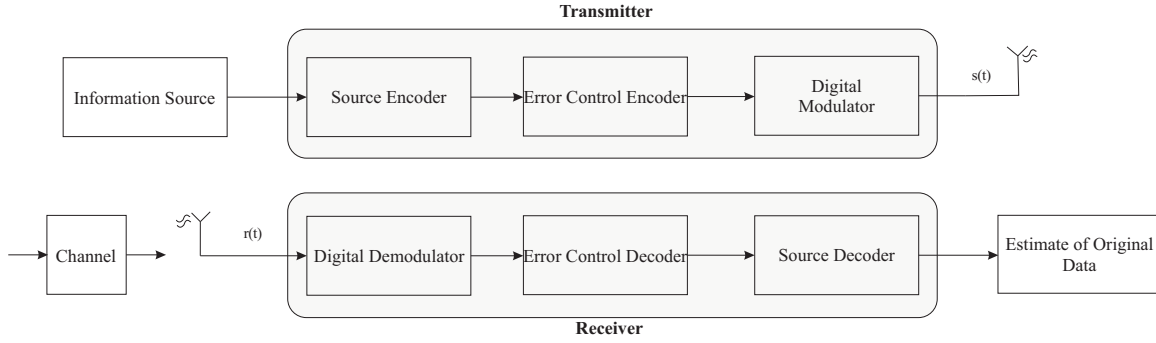 Transmitter
Information Source
Source Encoder
Error Control Encoder
Digital
Modulator
s(t)
Channel
r(t)
Digital Demodulator
Error Control Decoder
Source Decoder
Estimate of Original
Data
Receiver